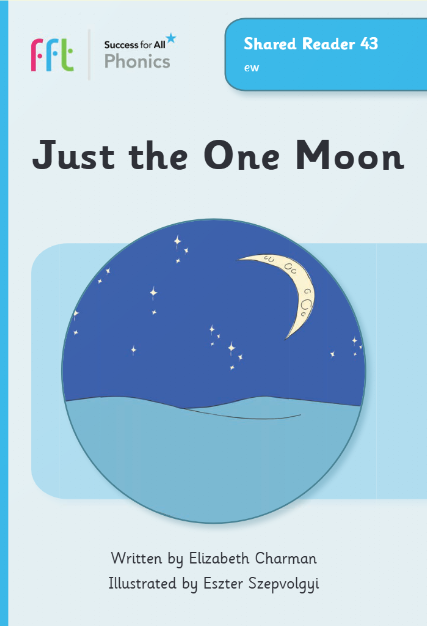 fft
Success for All
Phonics
Shared Reader 43
ew
Just the One Moon
Written by Elizabeth Charman
Illustrated by Eszter Szepvolgyi